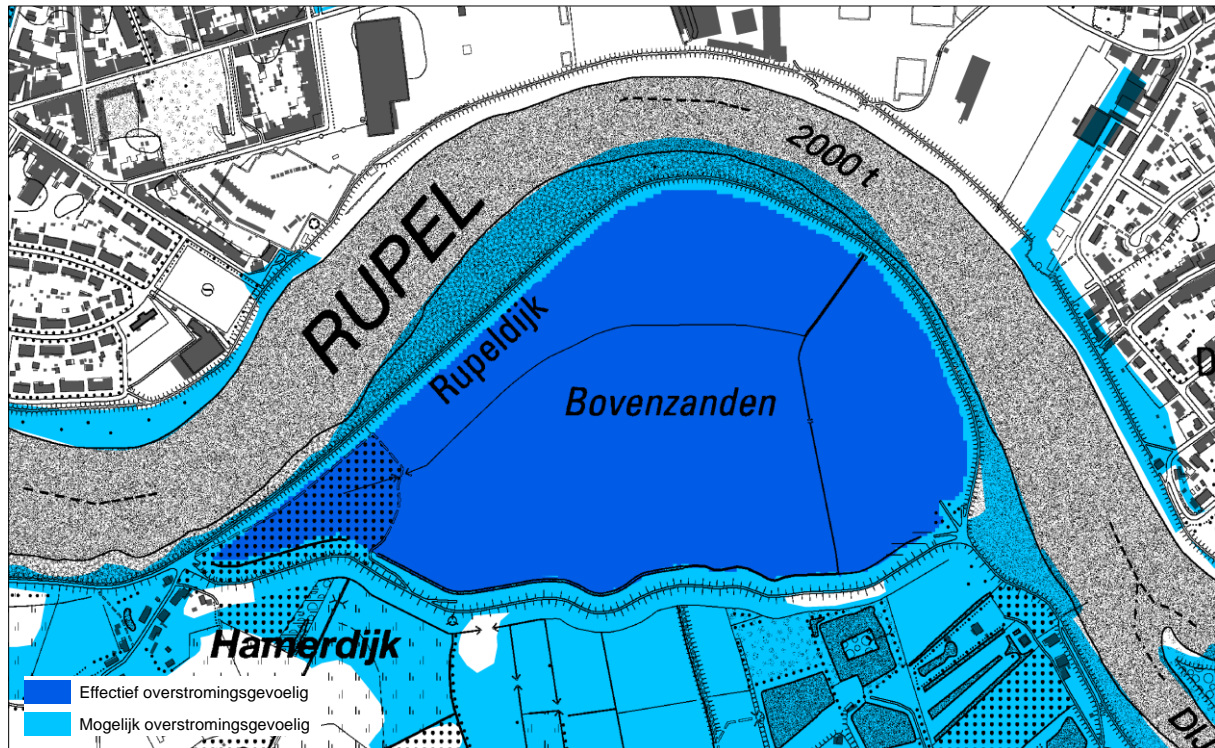 2000 t
RUPEL
Rupeldijk
Bovenzanden
Hamerdijk
Effectief overstromingsgevoelig
Mogelijk overstromingsgevoelig